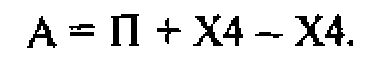 А = П + Х4 – Х4.